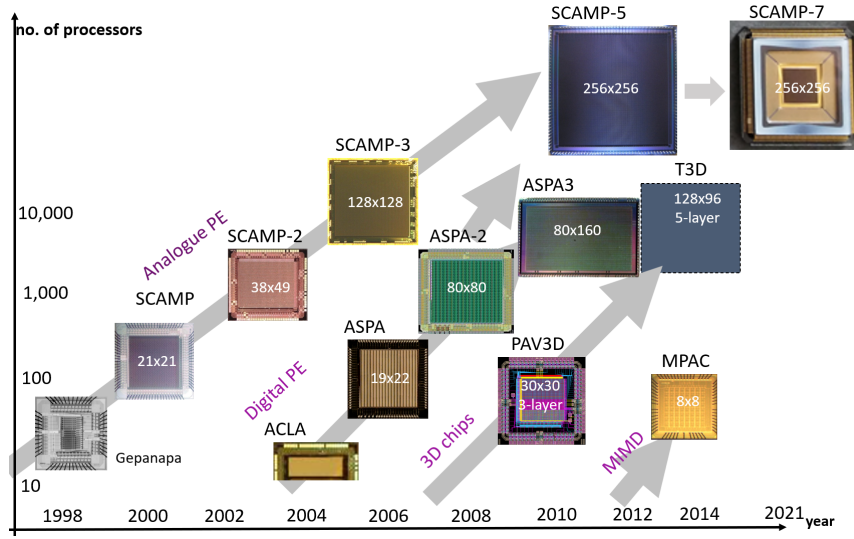 SCAMP-5
SCAMP-7
no. of processors
256x256
256x256
SCAMP-3
128x128
T3D
128x96
5-layer
ASPA3
80x160
10,000
Analogue PE
SCAMP-2
38x49
ASPA-2
80x80
1,000
SCAMP
21x21
ASPA
19x22
PAV3D
30x30
3-layer
MPAC
8x8
100
Digital PE
ACLA
3D chips
MIMD
Gepanapa
10
1998
2000
2002
2004
2006
2008
2010
2012
2014
2021
year